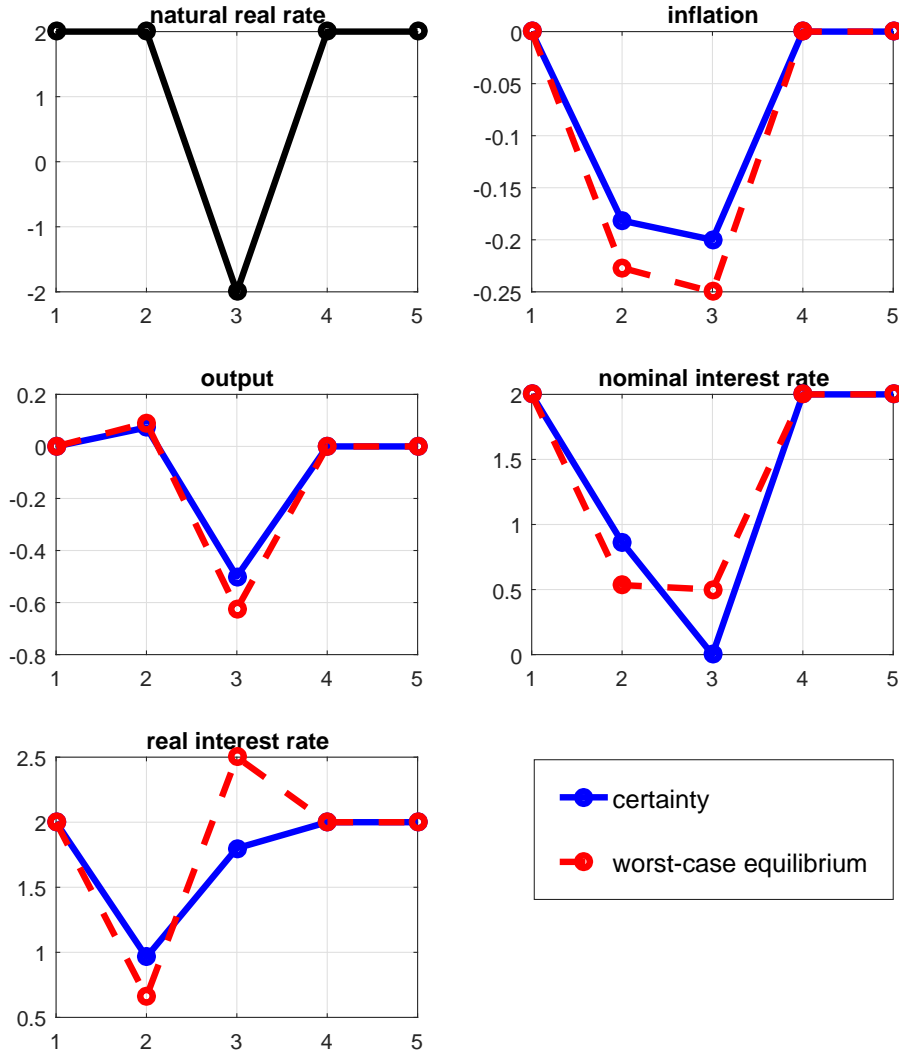 natural real rate
2
1
0
-1
-2
1 2 3 4 5
inflation
0
-0.05
-0.1
-0.15
-0.2
-0.25
1 2 3 4 5
output
0.2
0
-0.2
-0.4
-0.6
-0.8
1 2 3 4 5
nominal interest rate
2
1.5
1
0.5
0
1 2 3 4 5
real interest rate
2.5
2
1.5
1
0.5
1 2 3 4 5
certainty
worst-case equilibrium